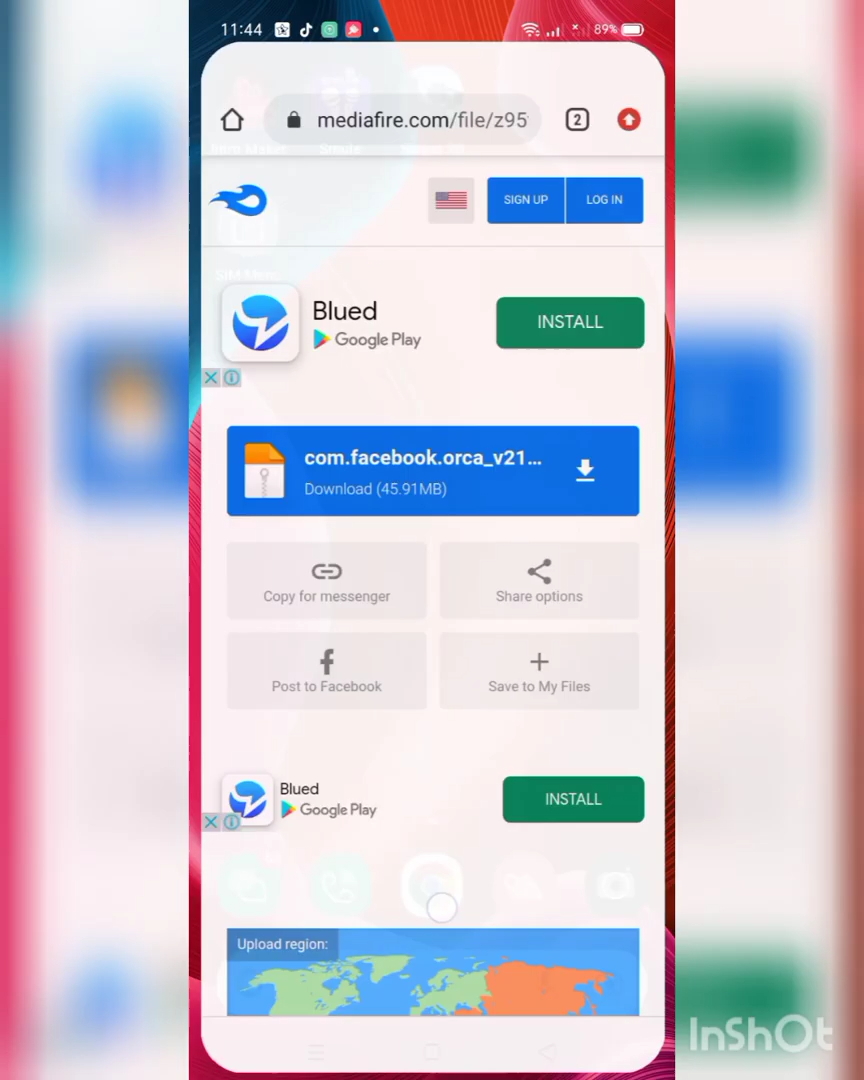 11:44
89%
mediafire.com/file/z95
2
SIGN UP
LOG IN
Blued
Google Play
INSTALL
com.facebook.orca_v21...
Download (45.91MB)
Copy for messenger
Share options
Post to Facebook
Save to My Files
Blued
Google Play
INSTALL
Upload region:
InShOt